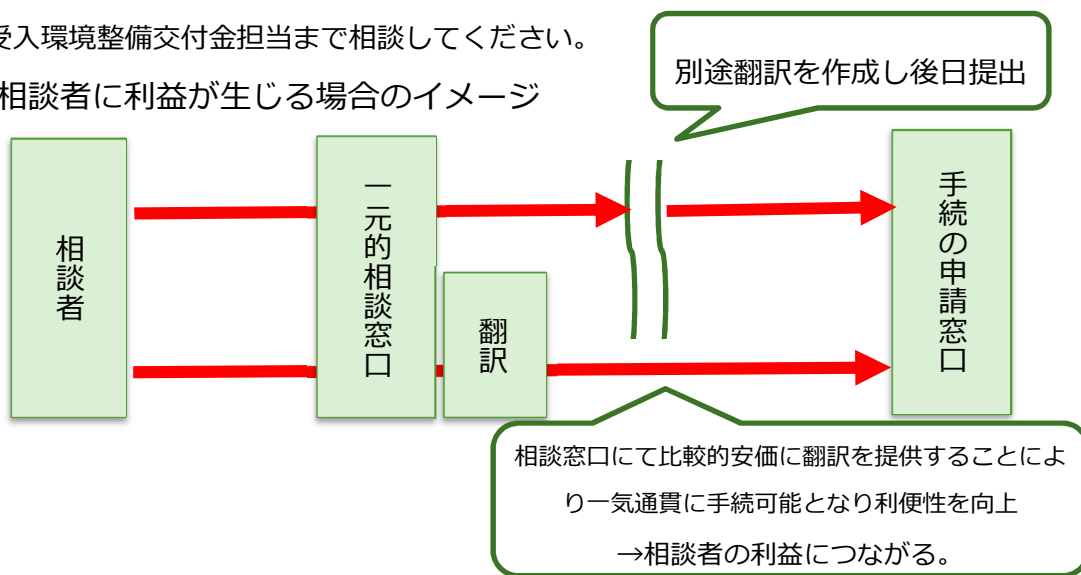 受入環境整備交付金担当まで相談してください。
相談者に利益が生じる場合のイメージ
別途翻訳を作成し後日提出
相談者
一元的相談窓口
翻訳
手続の申請窓口
相談窓口にて比較的安価に翻訳を提供することによ
り一気通貫に手続可能となり利便性を向上
→相談者の利益につながる。